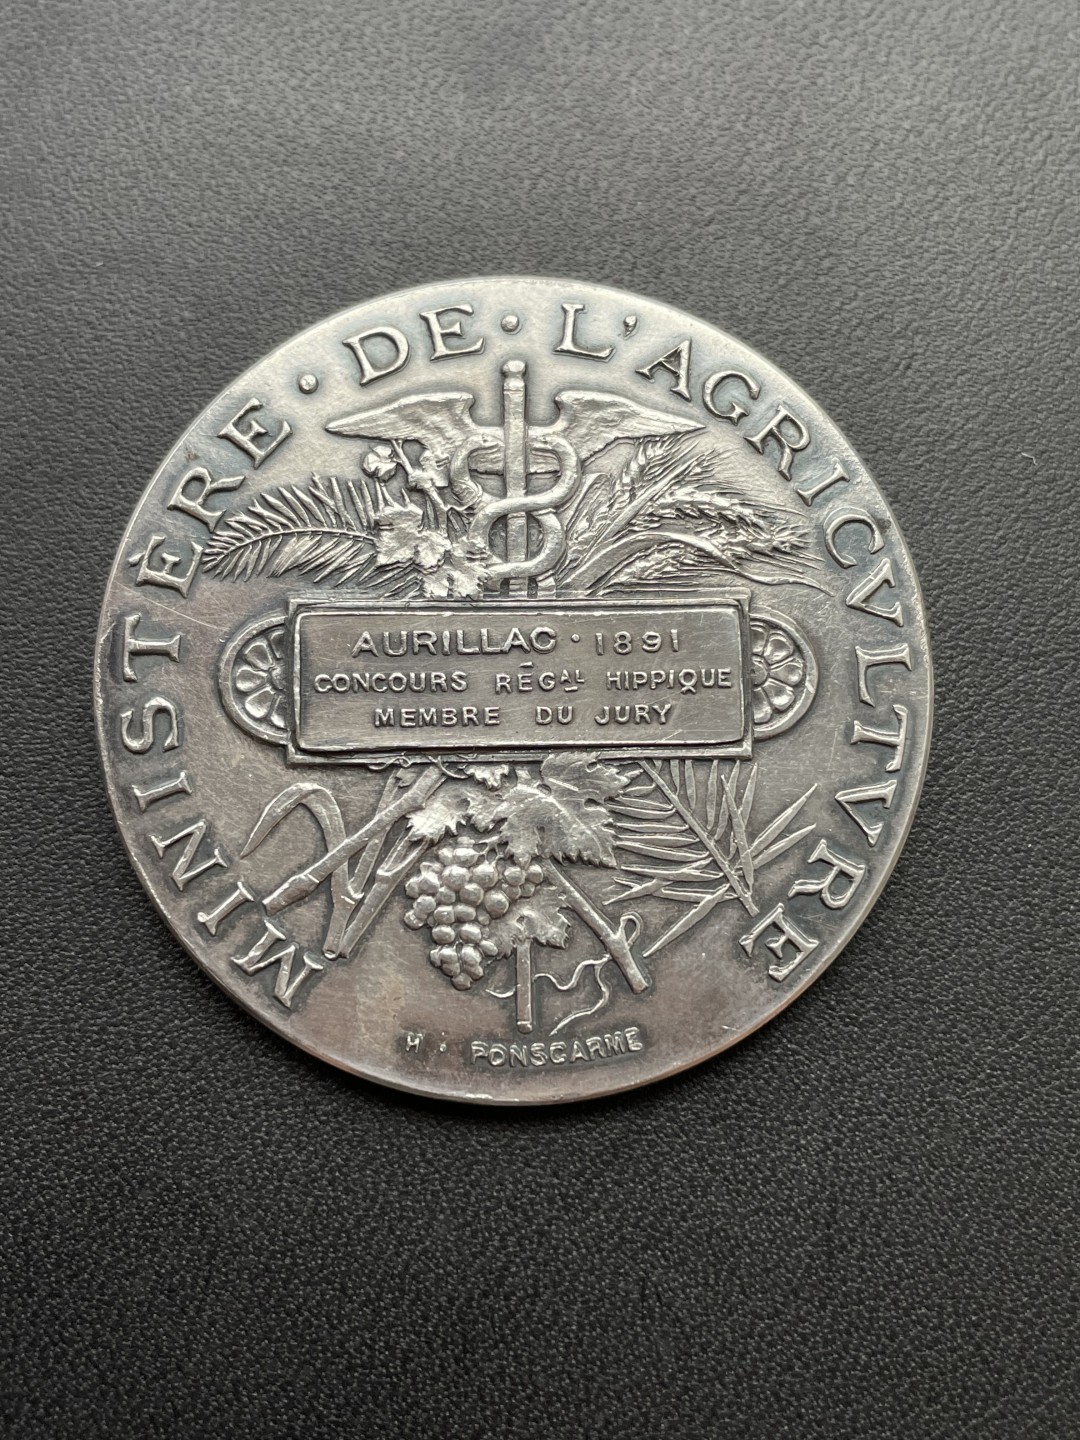 MINISTÈRE · DE · L'AGRICVLTVRE
AURILLAC · 1891
CONCOURS RÉGAL HIPPIQUE
MEMBRE DU JURY
H · PONSCARME